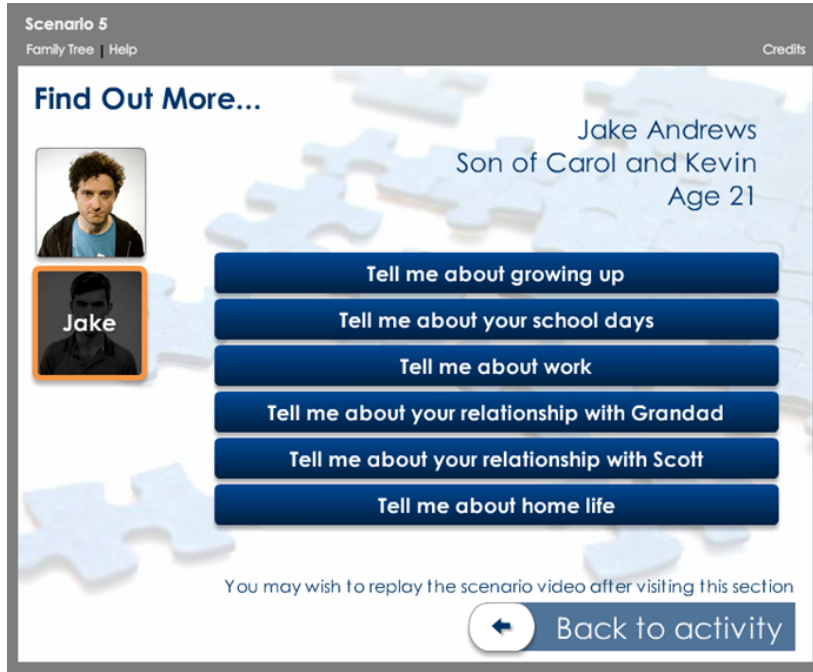 Scenario 5
Family Tree | Help
Credits
Find Out More...
Jake Andrews
Son of Carol and Kevin
Age 21
Jake
Tell me about growing up
Tell me about your school days
Tell me about work
Tell me about your relationship with Grandad
Tell me about your relationship with Scott
Tell me about home life
You may wish to replay the scenario video after visiting this section
Back to activity